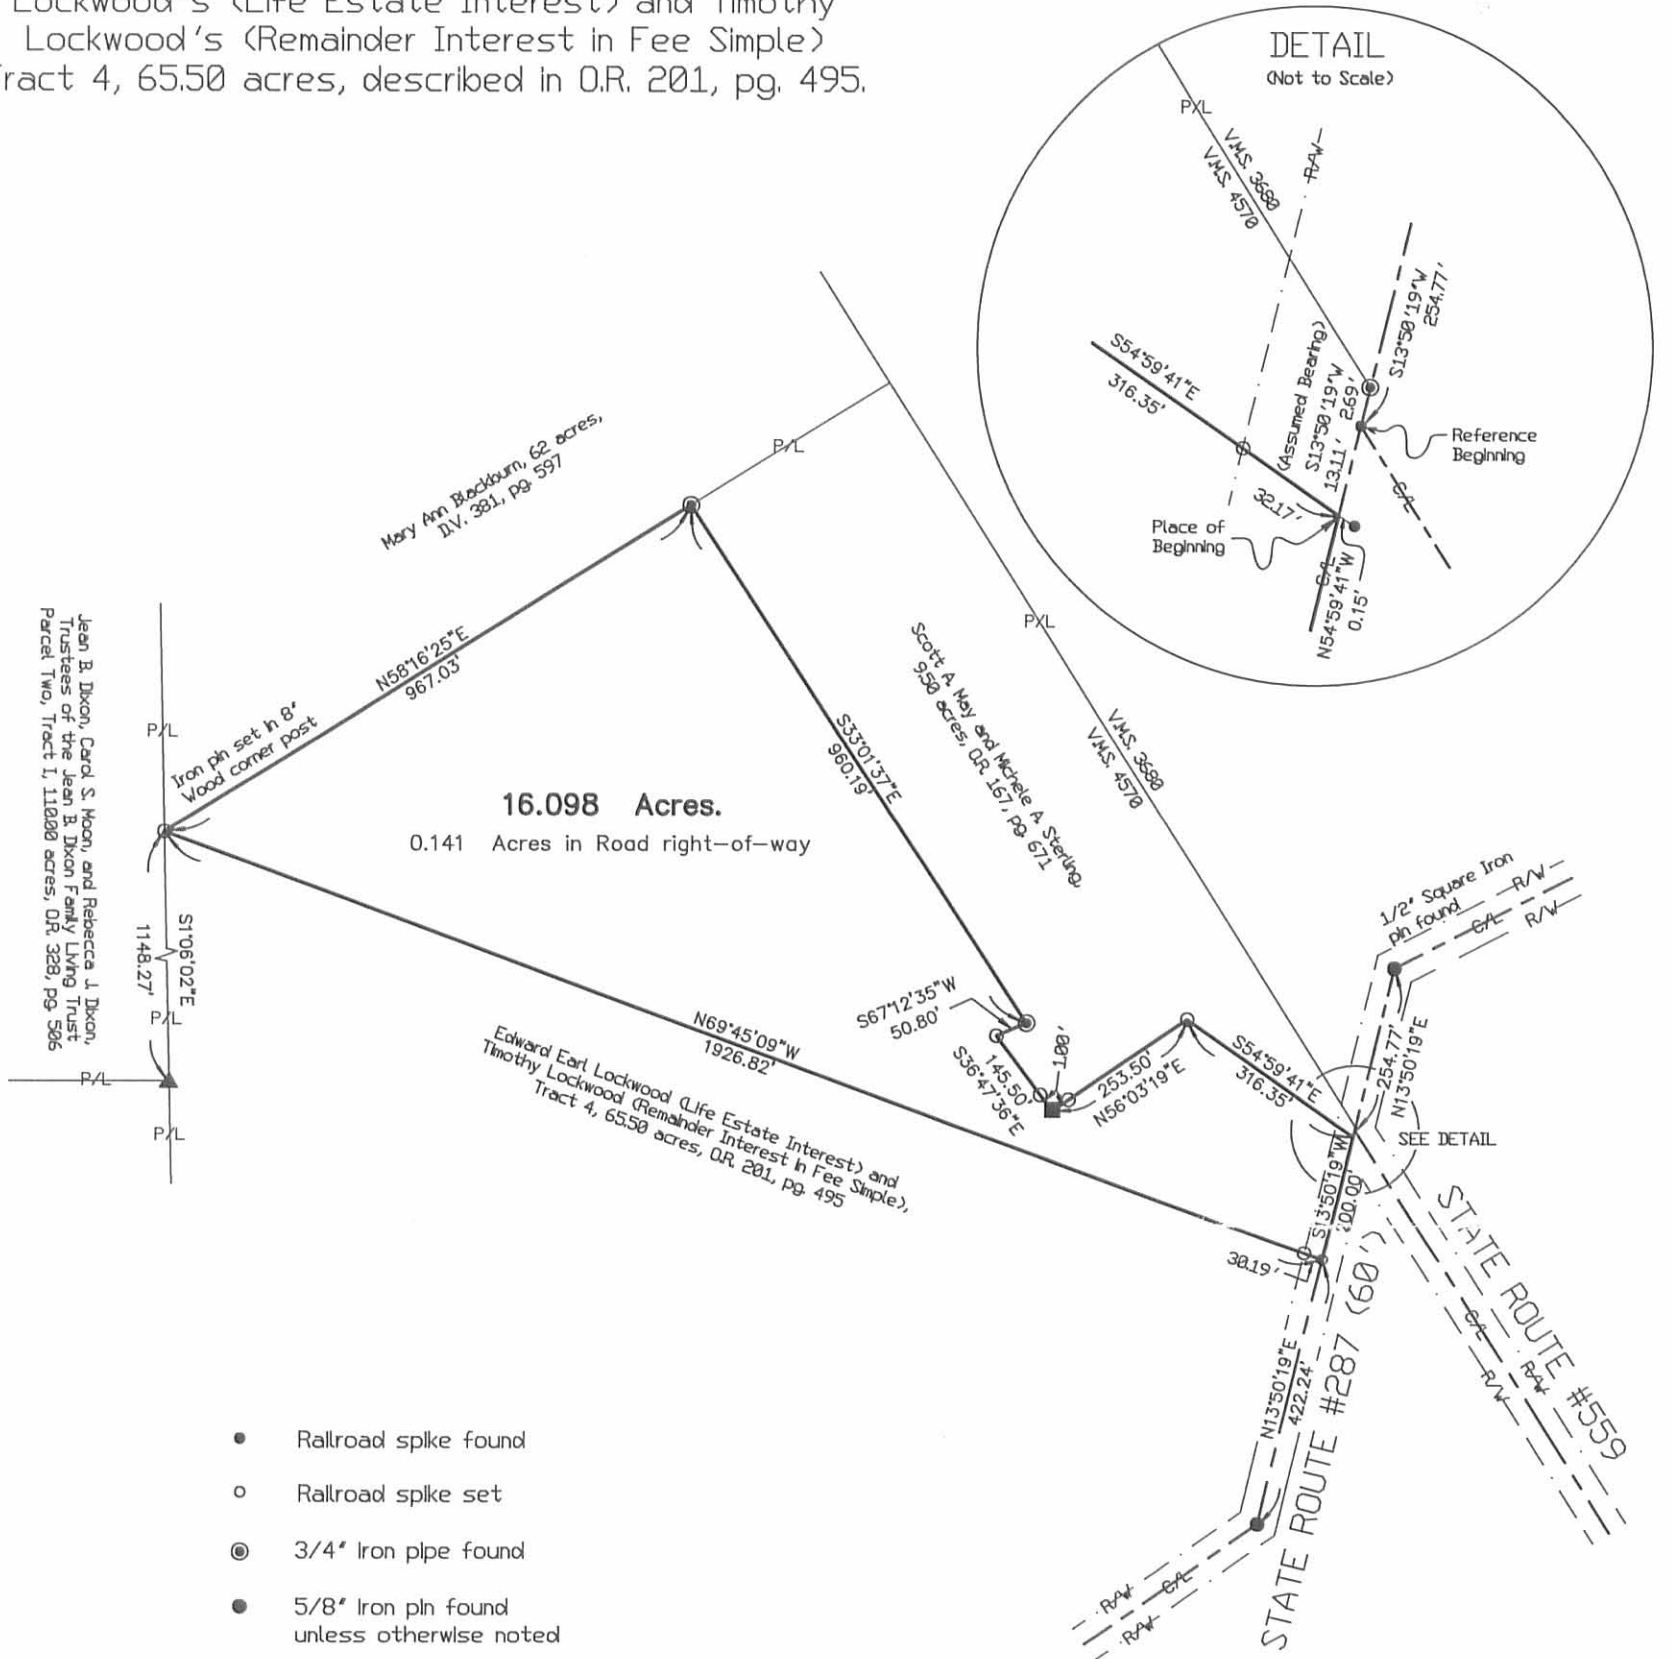 Lockwood's (Life Estate Interest) and Timothy
Lockwood's (Remainder Interest in Fee Simple)
Tract 4, 65.50 acres, described in O.R. 201, pg. 495.
DETAIL
(Not to Scale)
P/L
V.M.S. 3680
V.M.S. 4570
R/W
S13°50'19"W
254.77'
S54°59'41"E
316.35'
(Assumed Bearing)
S13°50'19"W
13.11' 2.69'
Reference
Beginning
C/L
32.17'
Place of
Beginning
C/L
N54°59'41"W
0.15'
P/L
Mary Ann Blackburn, 62 acres,
D.V. 381, pg. 597
P/L
Jean B. Dixon, Carol S. Moon, and Rebecca J. Dixon,
Trustees of the Jean B. Dixon Family Living Trust
Parcel Two, Tract I, 110.00 acres, O.R. 328, pg. 506
N58°16'25"E
967.03'
P/L
Iron pin set in 8"
Wood corner post
S33°01'37"E
960.19'
Scott A. May and Michele A. Sterling,
9.50 acres, O.R. 167, pg. 671
V.M.S. 3680
V.M.S. 4570
16.098 Acres.
0.141 Acres in Road right-of-way
S1°06'02"E
1148.27'
P/L
P/L
P/L
N69°45'09"W
1926.82'
Edward Earl Lockwood (Life Estate Interest) and
Timothy Lockwood (Remainder Interest in Fee Simple),
Tract 4, 65.50 acres, O.R. 201, pg. 495
S67°12'35"W
50.80'
145.50'
S36°47'36"E
1.00'
253.50'
N56°03'19"E
S54°59'41"E
316.35'
1/2" Square Iron
pin found
R/W
C/L
R/W
254.77'
N13°50'19"E
SEE DETAIL
S13°50'19"W
30.19'
N13°50'19"E
422.24'
STATE ROUTE #287 (60')
STATE ROUTE #559
C/L
R/W
R/W
R/W
C/L
R/W
Railroad spike found
Railroad spike set
3/4" Iron pipe found
5/8" Iron pin found
unless otherwise noted